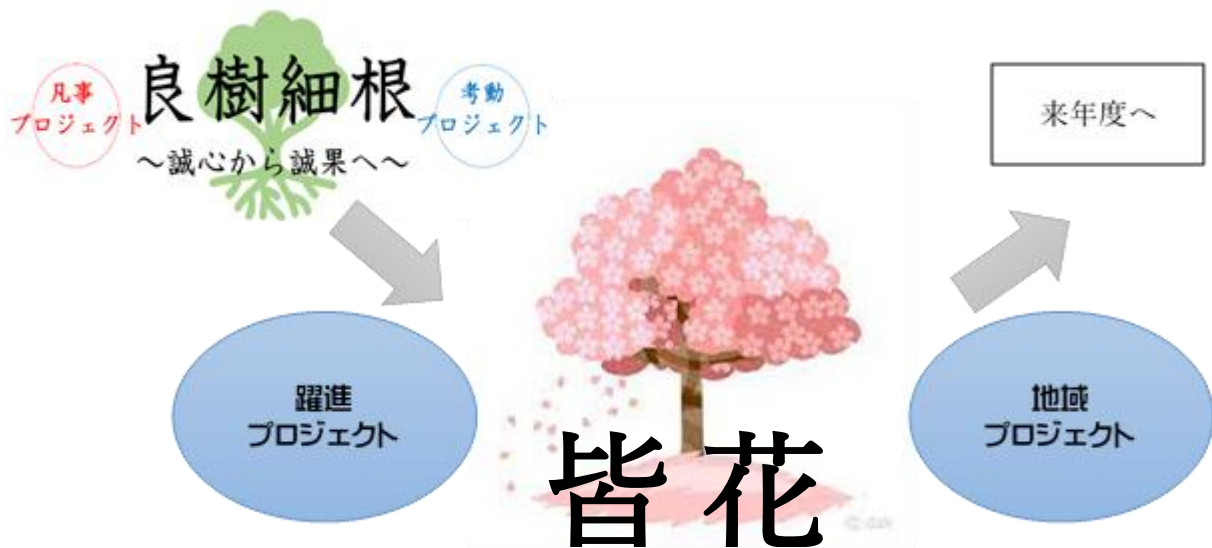 凡事
プロジェクト
良樹細根
～誠心から誠果へ～
考動
プロジェクト
来年度へ
躍進
プロジェクト
皆花
地域
プロジェクト